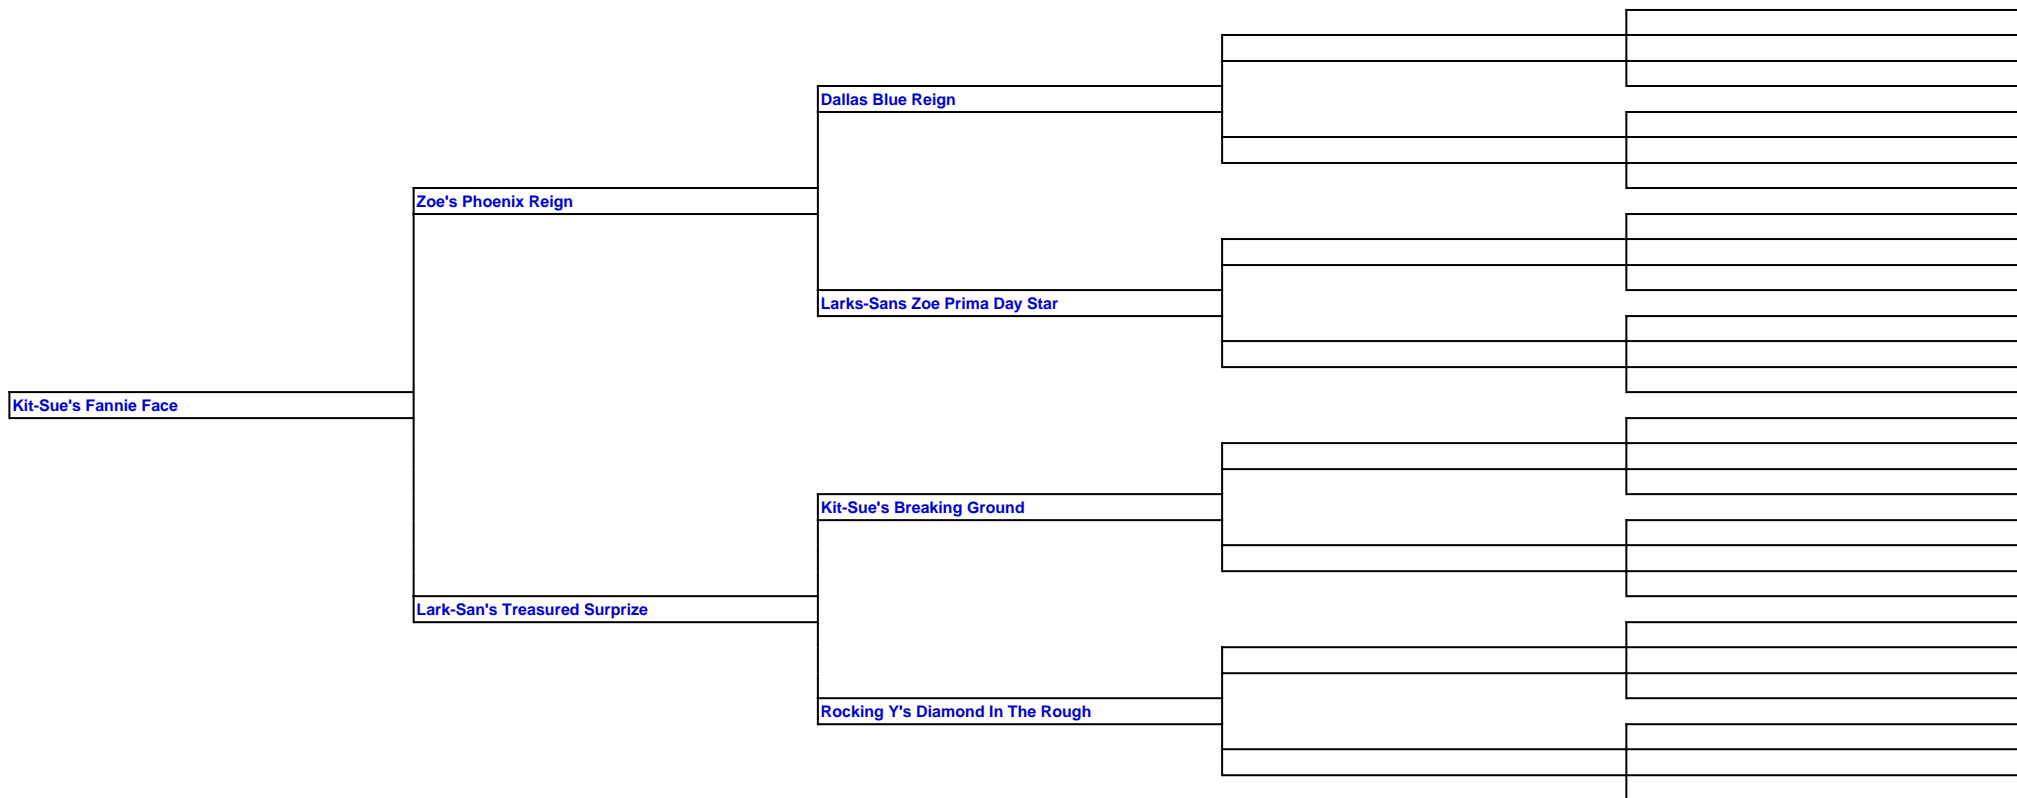 Dallas Blue Reign
Zoe's Phoenix Reign
Larks-Sans Zoe Prima Day Star
Kit-Sue's Fannie Face
Kit-Sue's Breaking Ground
Lark-San's Treasured Surprize
Rocking Y's Diamond In The Rough